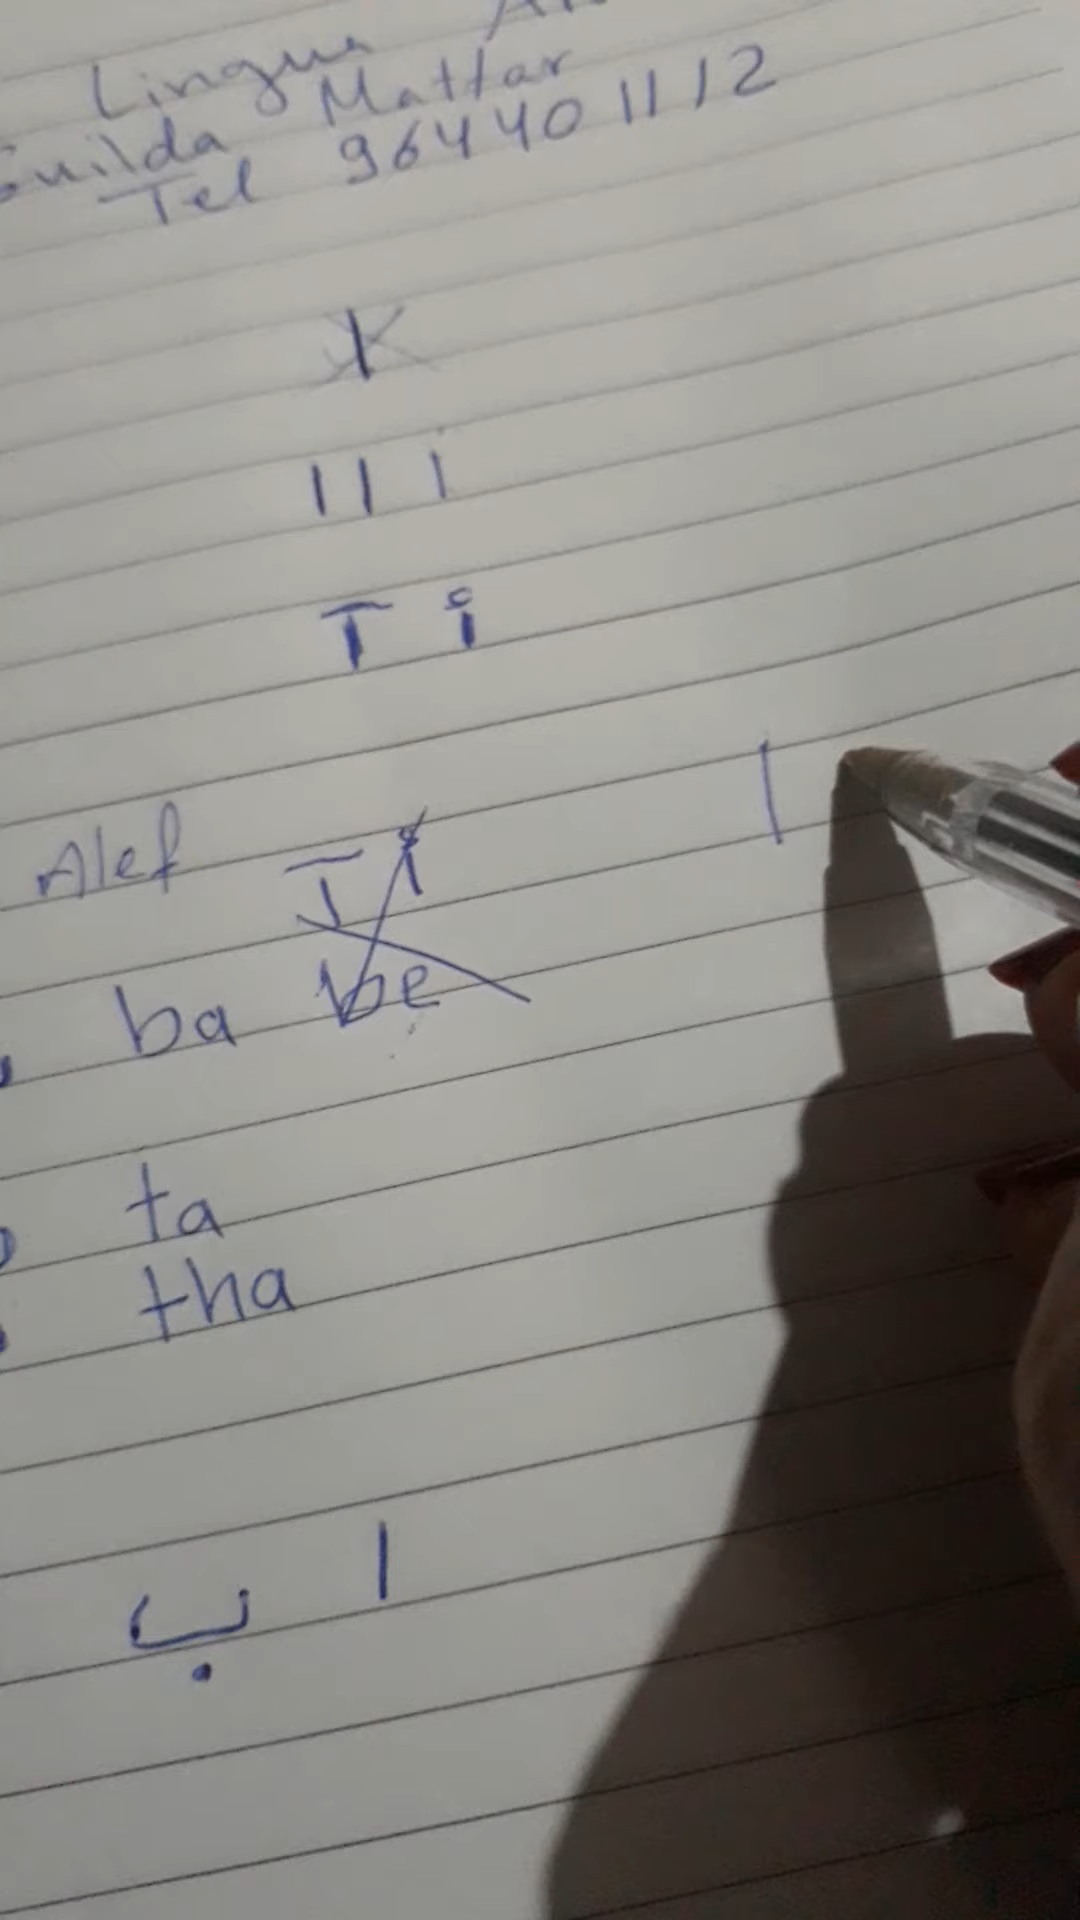 Lingua
Guilda Mattar
Tel 964401112
ا
ا ا ا
آ أ
ا
Alef
ba be
ta
tha
ا ب